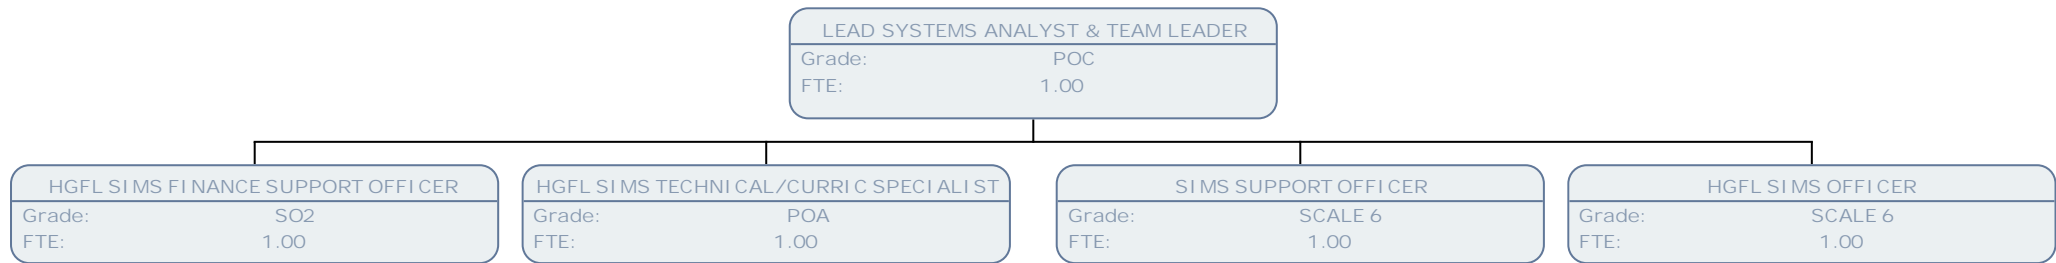 LEAD SYSTEMS ANALYST & TEAM LEADER
Grade: POC
FTE: 1.00
HGFL SIMS FINANCE SUPPORT OFFICER
Grade: SO2
FTE: 1.00
HGFL SIMS TECHNICAL/CURRIC SPECIALIST
Grade: POA
FTE: 1.00
SIMS SUPPORT OFFICER
Grade: SCALE 6
FTE: 1.00
HGFL SIMS OFFICER
Grade: SCALE 6
FTE: 1.00